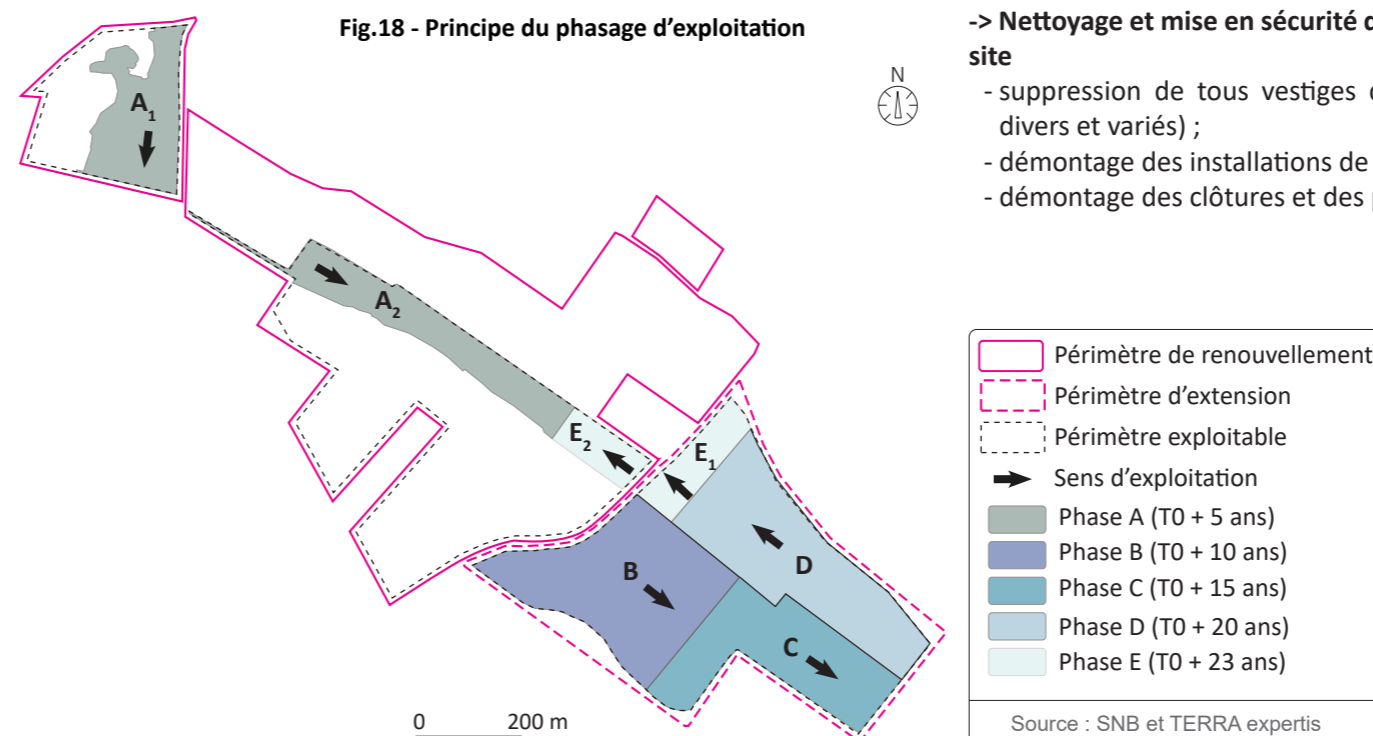 Fig.18 - Principe du phasage d'exploitation
-> Nettoyage et mise en sécurité
site
- suppression de tous vestiges
divers et variés) ;
- démontage des installations de
- démontage des clôtures et des
N
A1
A2
E2
E1
B
D
C
0 200 m
Périmètre de renouvellement
Périmètre d'extension
Périmètre exploitable
Sens d'exploitation
Phase A (T0 + 5 ans)
Phase B (T0 + 10 ans)
Phase C (T0 + 15 ans)
Phase D (T0 + 20 ans)
Phase E (T0 + 23 ans)
Source : SNB et TERRA expertis